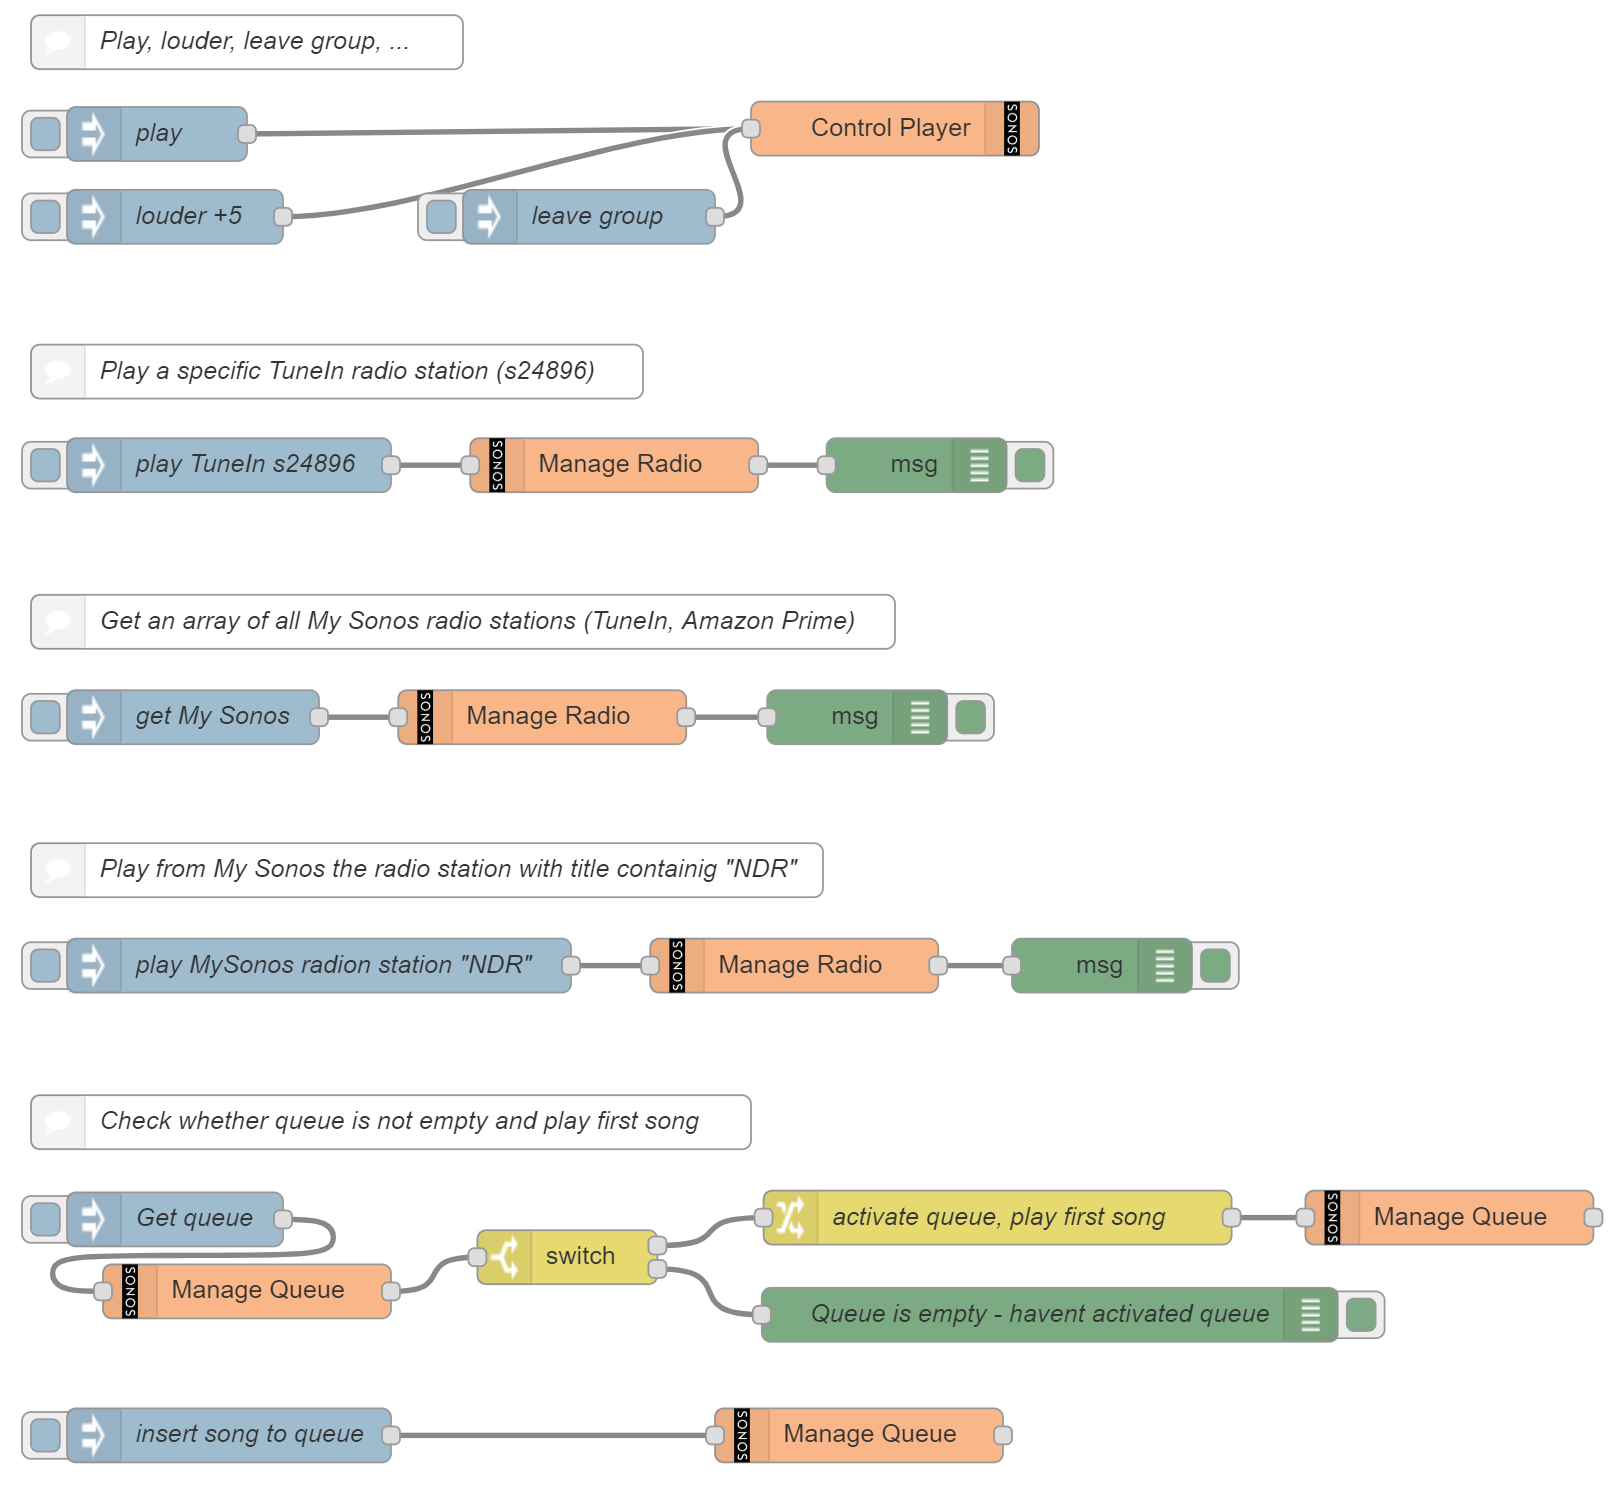 Play, louder, leave group, ...
play
Control Player
SONOS
louder +5
leave group
Play a specific TuneIn radio station (s24896)
play TuneIn s24896
SONOS
Manage Radio
msg
Get an array of all My Sonos radio stations (TuneIn, Amazon Prime)
get My Sonos
SONOS
Manage Radio
msg
Play from My Sonos the radio station with title containig "NDR"
play MySonos radion station "NDR"
SONOS
Manage Radio
msg
Check whether queue is not empty and play first song
Get queue
activate queue, play first song
SONOS
Manage Queue
switch
SONOS
Manage Queue
Queue is empty - havent activated queue
insert song to queue
SONOS
Manage Queue